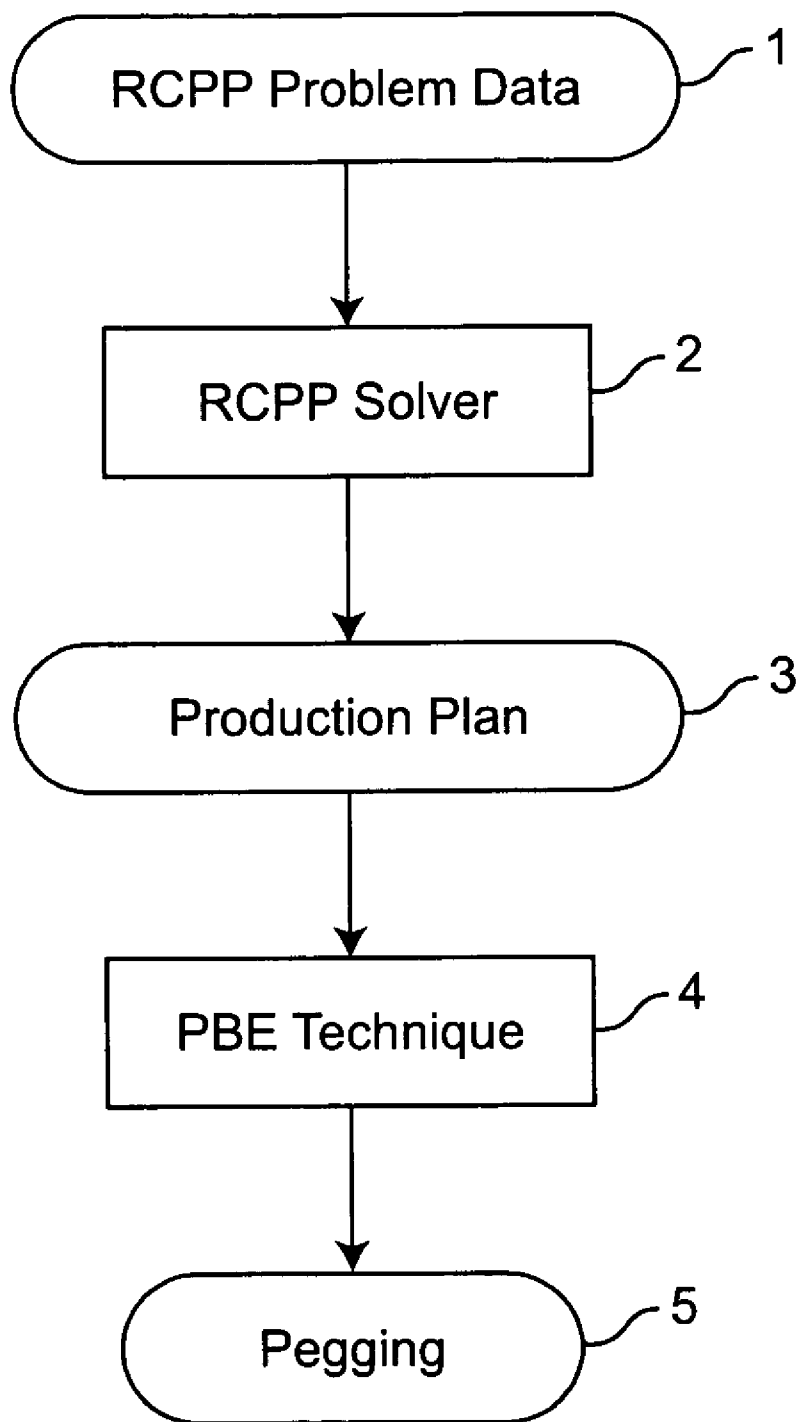 RCPP Problem Data
1
RCPP Solver
2
Production Plan
3
PBE Technique
4
Pegging
5